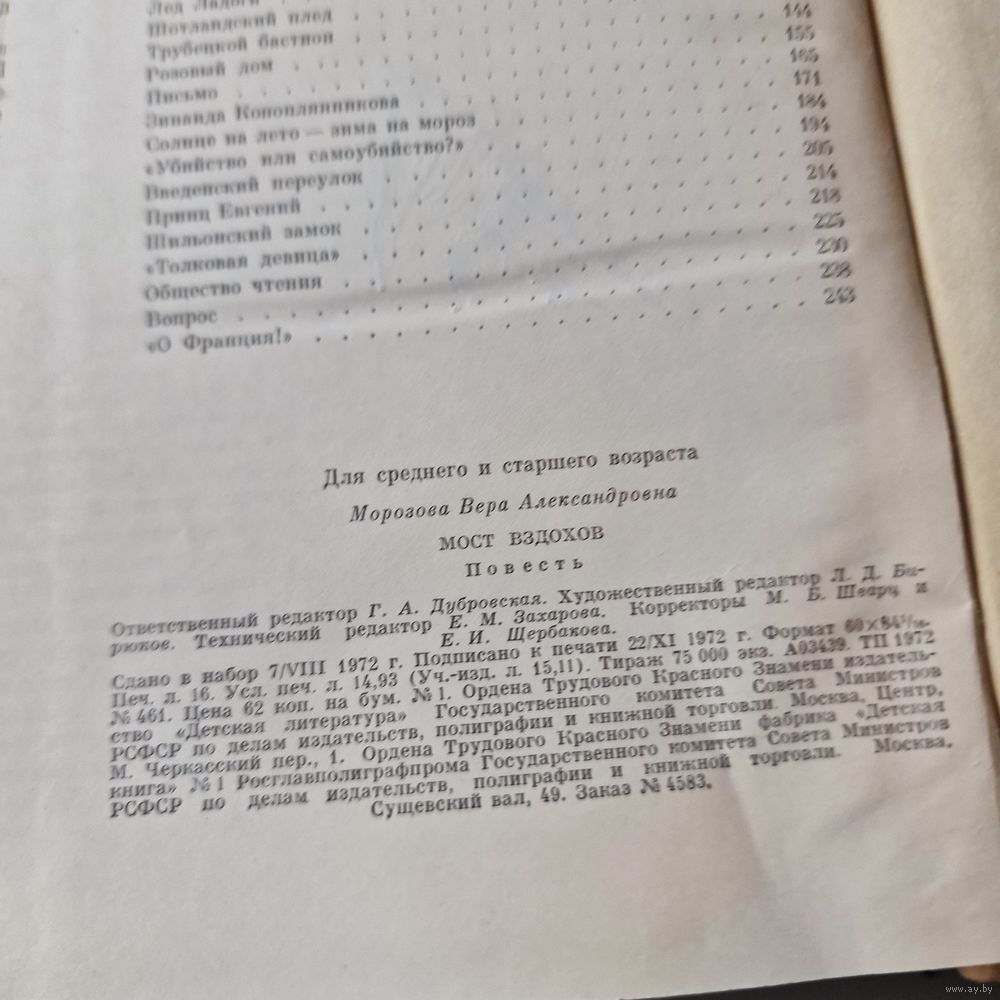 Лед Ладоги
Шотландский плед . . . 144
Трубецкой бастион . . . 155
Розовый дом . . . 165
Письмо . . . 171
Зинаида Коноплянникова . . . 184
Солнце на лето — зима на мороз . . . 194
«Убийство или самоубийство?» . . . 205
Введенский переулок . . . 214
Принц Евгений . . . 218
Шильонский замок . . . 225
«Толковая девица» . . . 230
Общество чтения . . . 238
Вопрос . . . 243
«О Франция!» . . .
Для среднего и старшего возраста
Морозова Вера Александровна
МОСТ ВЗДОХОВ
Повесть
Ответственный редактор Г. А. Дубровская. Художественный редактор Л. Д. Би-
рюков. Технический редактор Е. М. Захарова. Корректоры М. Б. Шварц и
Е. И. Щербакова.
Сдано в набор 7/VIII 1972 г. Подписано к печати 22/XI 1972 г. Формат 60×84¹/₁₆.
Печ. л. 16. Усл. печ. л. 14,93 (Уч.-изд. л. 15,11). Тираж 75 000 экз. А03439. ТП 1972
№ 461. Цена 62 коп. на бум. № 1. Ордена Трудового Красного Знамени издатель-
ство «Детская литература» Государственного комитета Совета Министров
РСФСР по делам издательств, полиграфии и книжной торговли. Москва, Центр,
М. Черкасский пер., 1. Ордена Трудового Красного Знамени фабрика «Детская
книга» № 1 Росглавполиграфпрома Государственного комитета Совета Министров
РСФСР по делам издательств, полиграфии и книжной торговли. Москва,
Сущевский вал, 49. Заказ № 4583.
www.ay.by